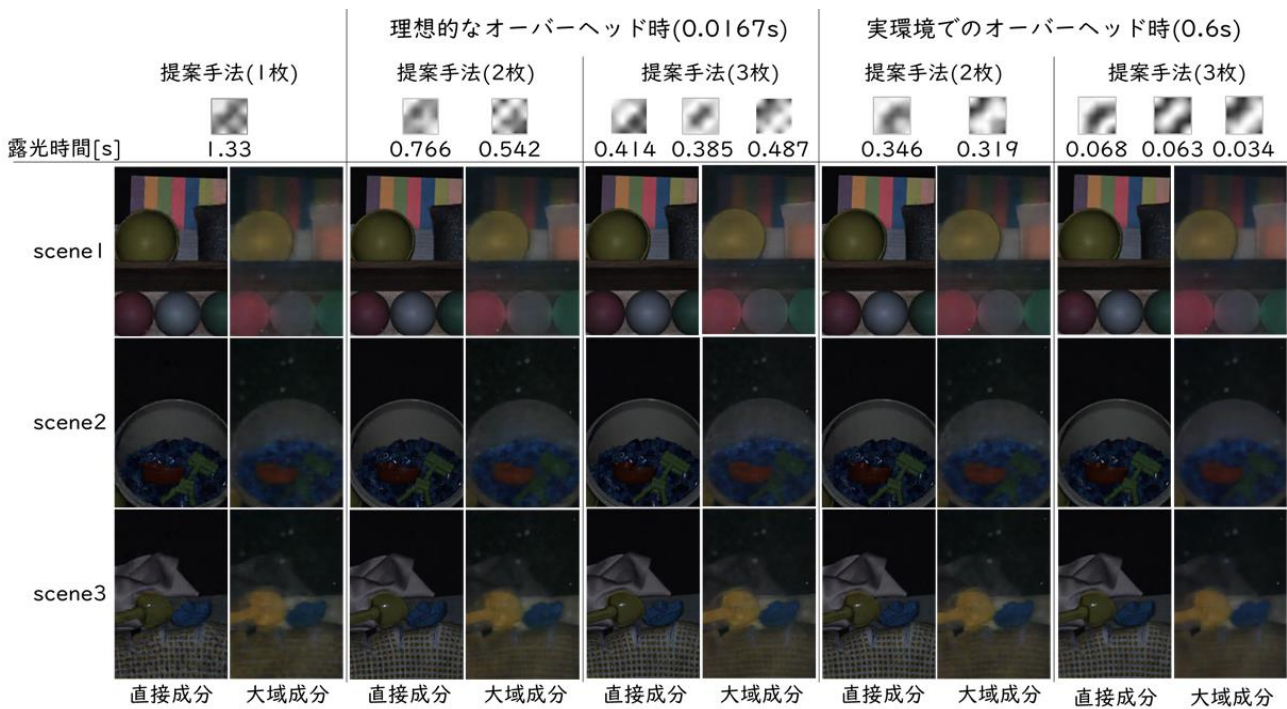 理想的なオーバーヘッド時(0.0167s) 実環境でのオーバーヘッド時(0.6s)
提案手法(1枚) 提案手法(2枚) 提案手法(3枚) 提案手法(2枚) 提案手法(3枚)
露光時間[s] 1.33 0.766 0.542 0.414 0.385 0.487 0.346 0.319 0.068 0.063 0.034
scene1
scene2
scene3
直接成分 大域成分 直接成分 大域成分 直接成分 大域成分 直接成分 大域成分 直接成分 大域成分